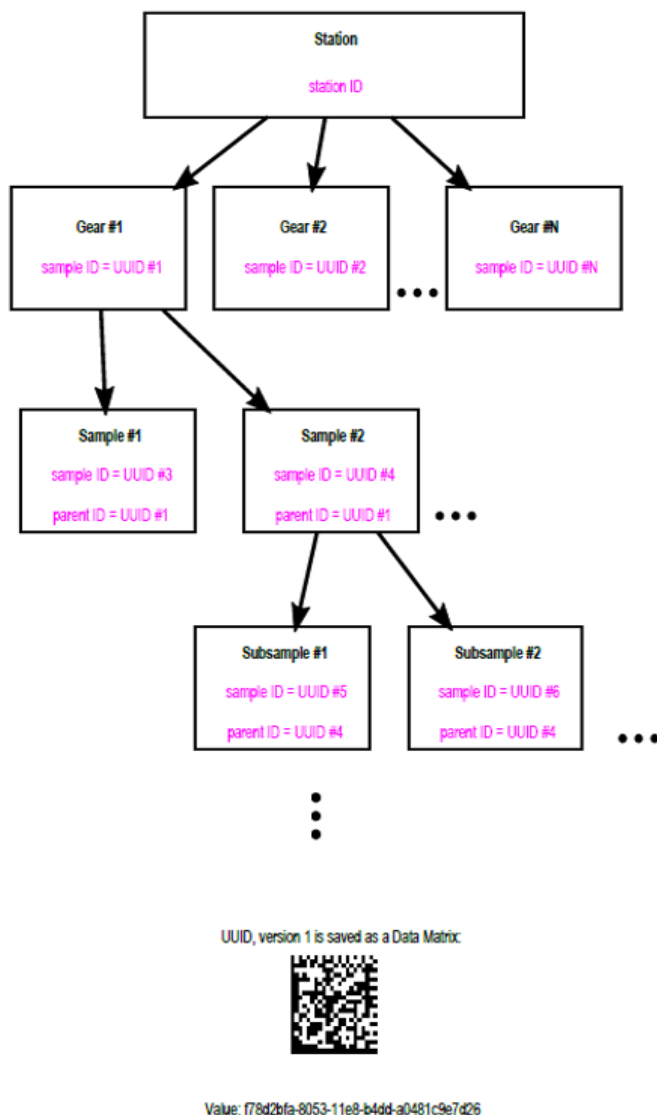 Station
station ID
Gear #1
sample ID = UUID #1
Gear #2
sample ID = UUID #2
Gear #N
sample ID = UUID #N
Sample #1
sample ID = UUID #3
parent ID = UUID #1
Sample #2
sample ID = UUID #4
parent ID = UUID #1
Subsample #1
sample ID = UUID #5
parent ID = UUID #4
Subsample #2
sample ID = UUID #6
parent ID = UUID #4
UUID, version 1 is saved as a Data Matrix:
Value: f78d2bfa-8053-11e8-b4dd-a0481c9e7d26